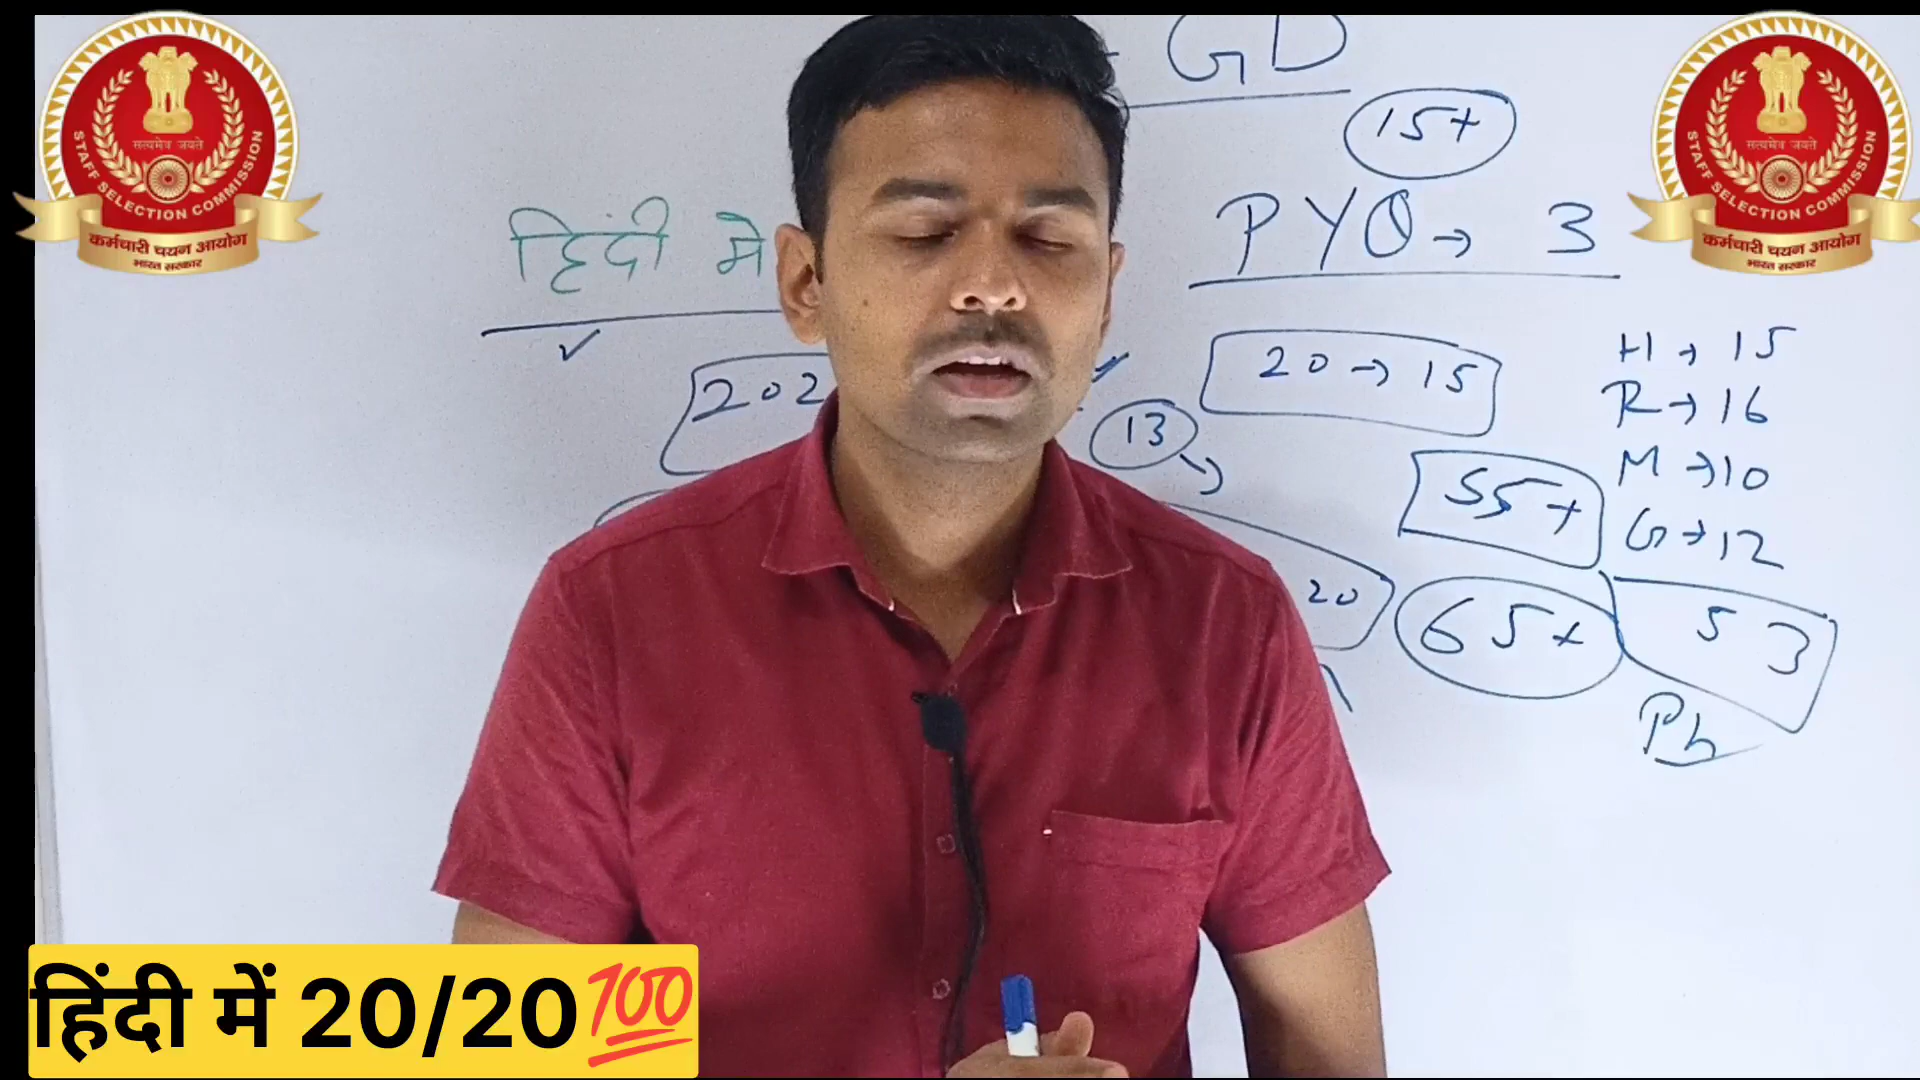 STAFF SELECTION COMMISSION
सत्यमेव जयते
कर्मचारी चयन आयोग
भारत सरकार
STAFF SELECTION COMMISSION
सत्यमेव जयते
कर्मचारी चयन आयोग
भारत सरकार
GD
15+
हिंदी मे
PYQ → 3
202
20 → 15
13
H → 15
R → 16
M → 10
G → 12
55+
20
65+
53
Ph
हिंदी में 20/20💯